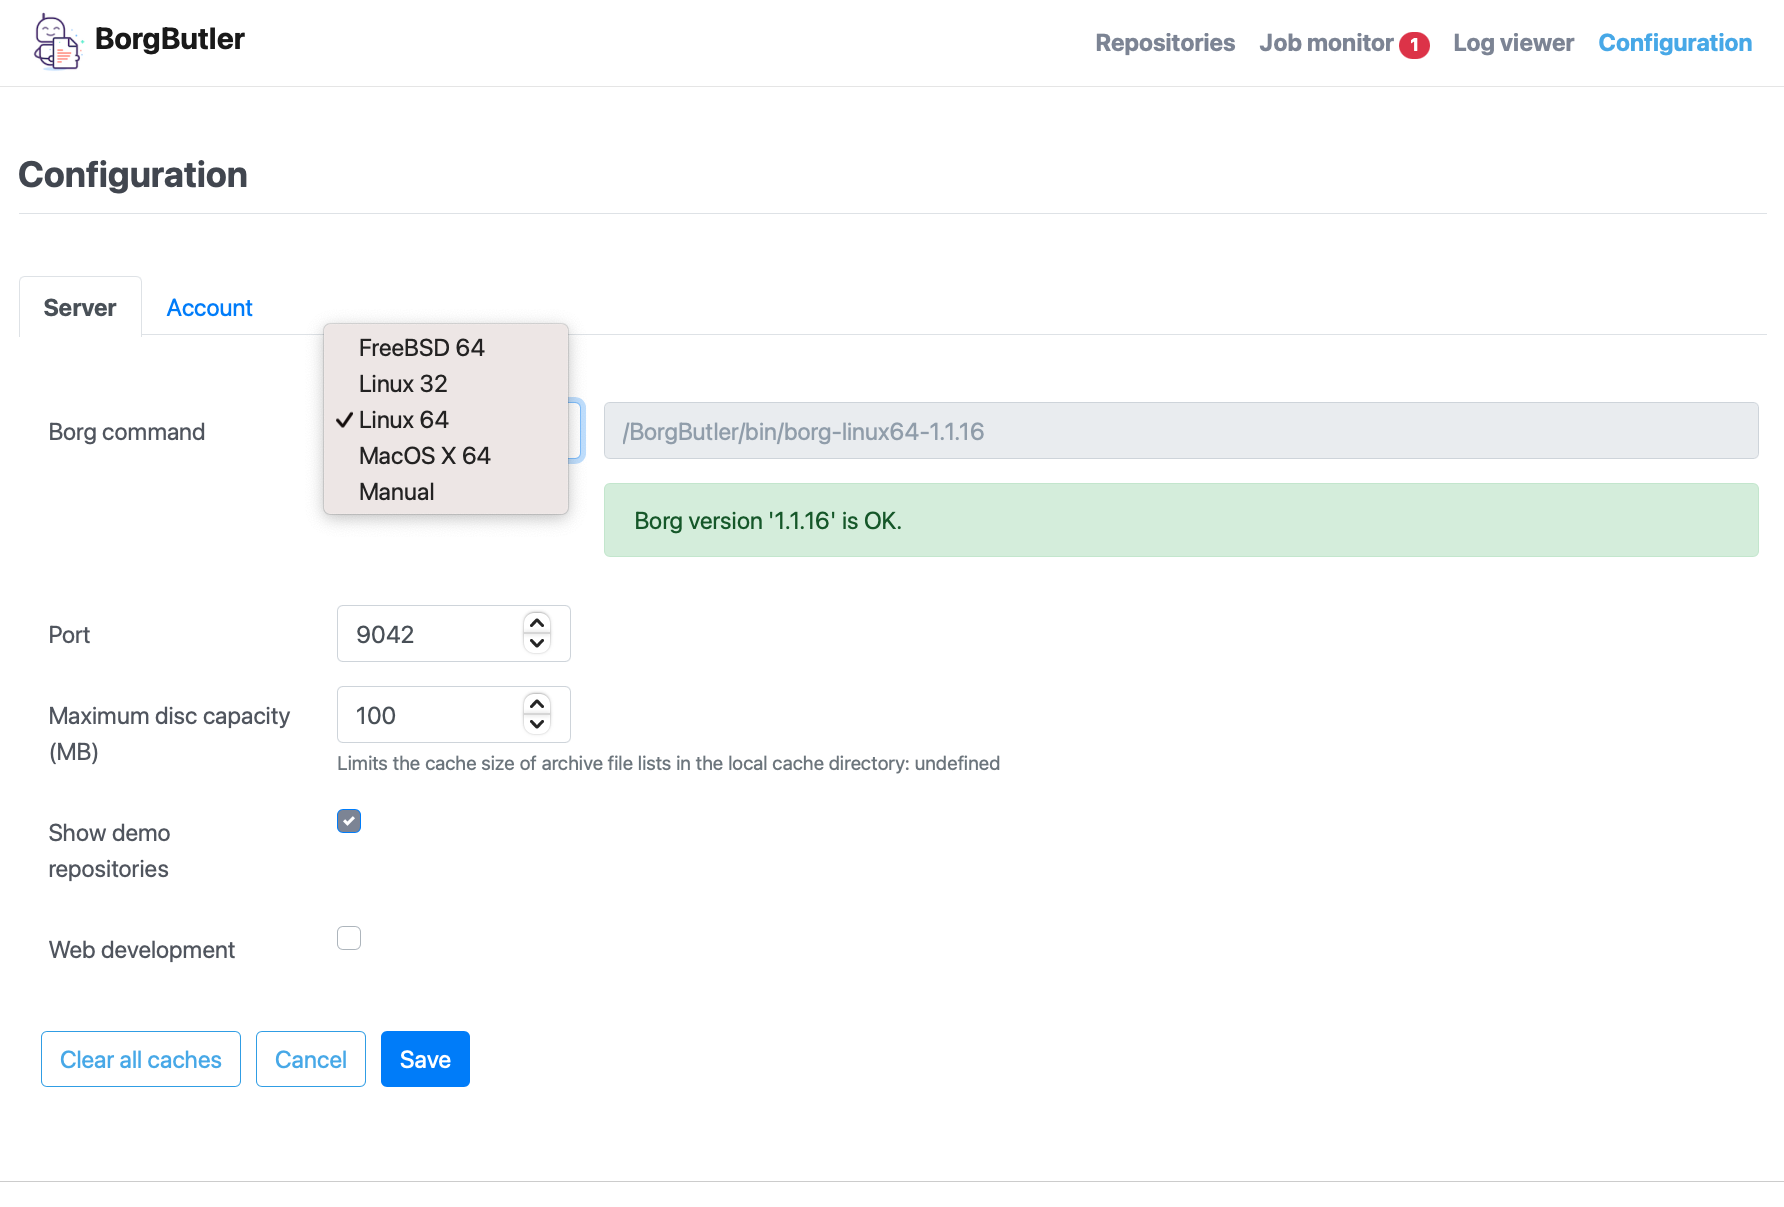 BorgButler
Repositories
Job monitor 1
Log viewer
Configuration
Configuration
Server
Account
Borg command
FreeBSD 64
Linux 32
Linux 64
MacOS X 64
Manual
/BorgButler/bin/borg-linux64-1.1.16
Borg version '1.1.16' is OK.
Port
9042
Maximum disc capacity
(MB)
100
Limits the cache size of archive file lists in the local cache directory: undefined
Show demo
repositories
Web development
Clear all caches
Cancel
Save